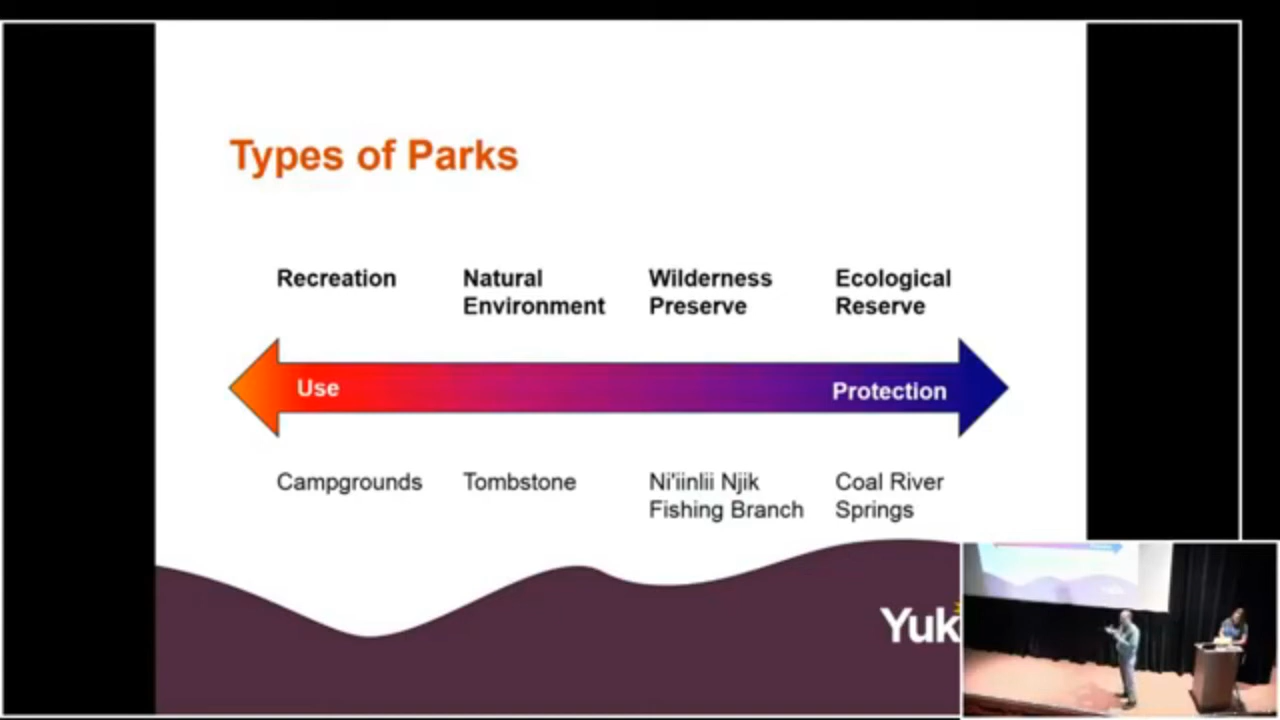 Types of Parks
Recreation
Natural
Environment
Wilderness
Preserve
Ecological
Reserve
Use
Protection
Campgrounds
Tombstone
Ni'iinlii Njik
Fishing Branch
Coal River
Springs
Yuk